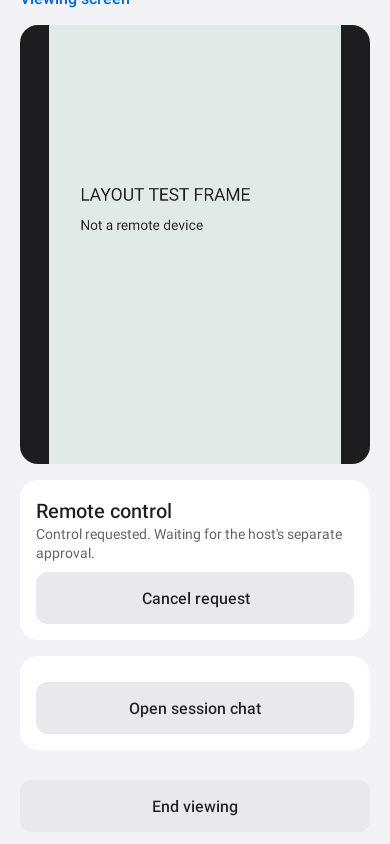 Viewing screen
LAYOUT TEST FRAME
Not a remote device
Remote control
Control requested. Waiting for the host's separate
approval.
Cancel request
Open session chat
End viewing